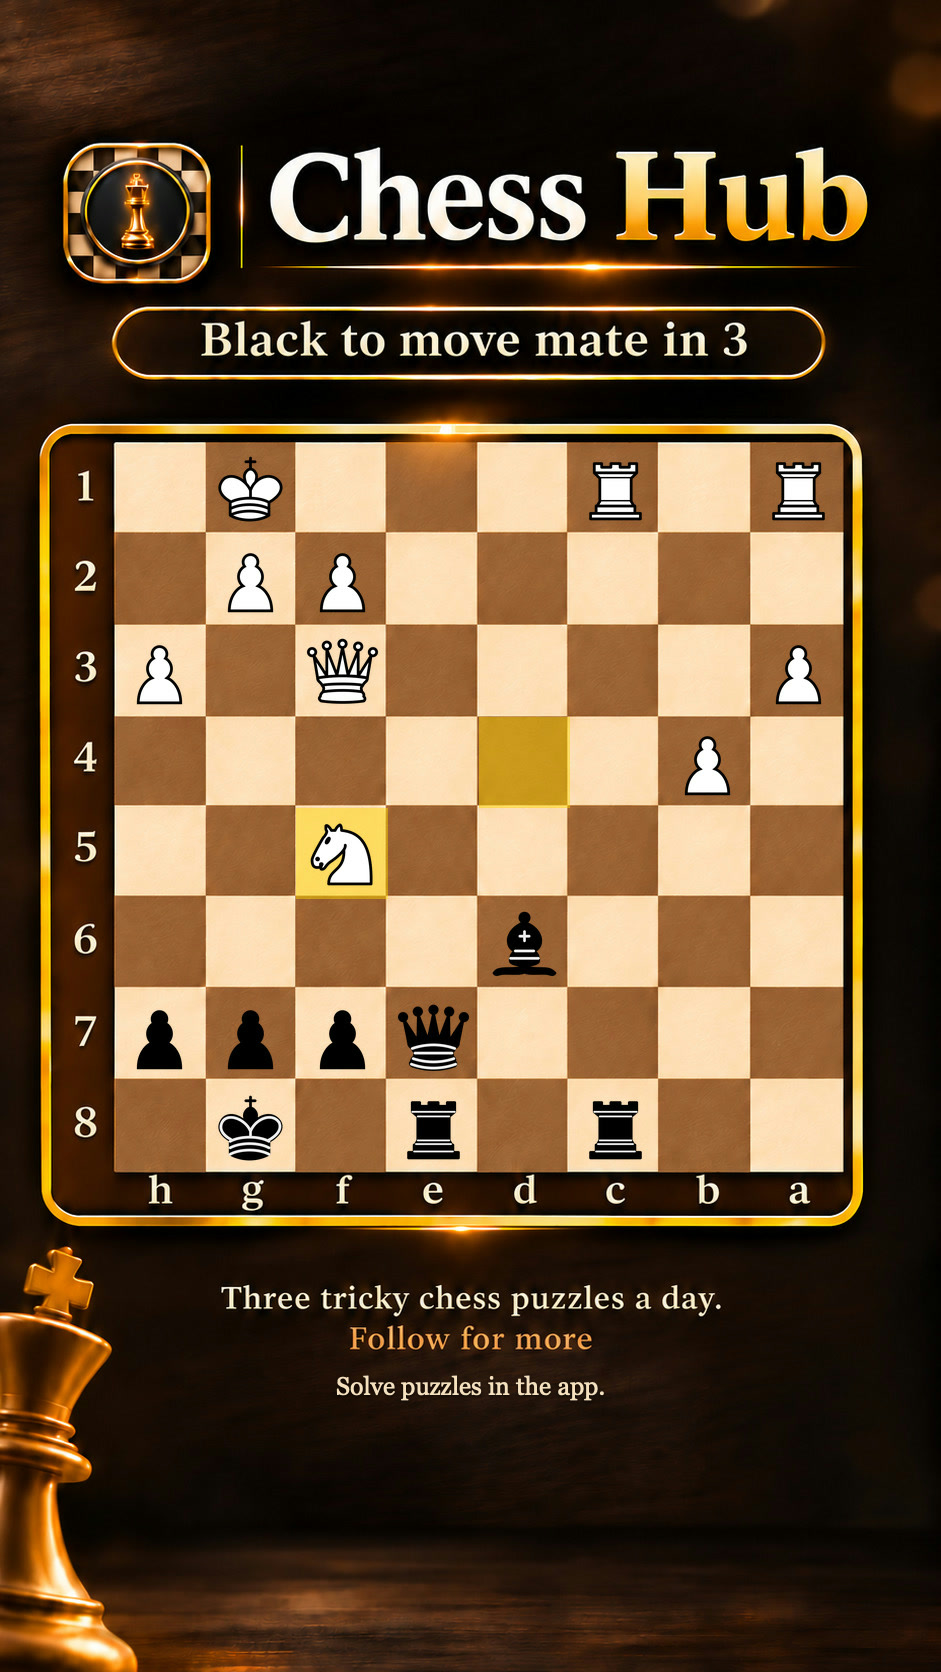 Chess Hub
Black to move mate in 3
1
2
3
4
5
6
7
8
h g f e d c b a
Three tricky chess puzzles a day.
Follow for more
Solve puzzles in the app.